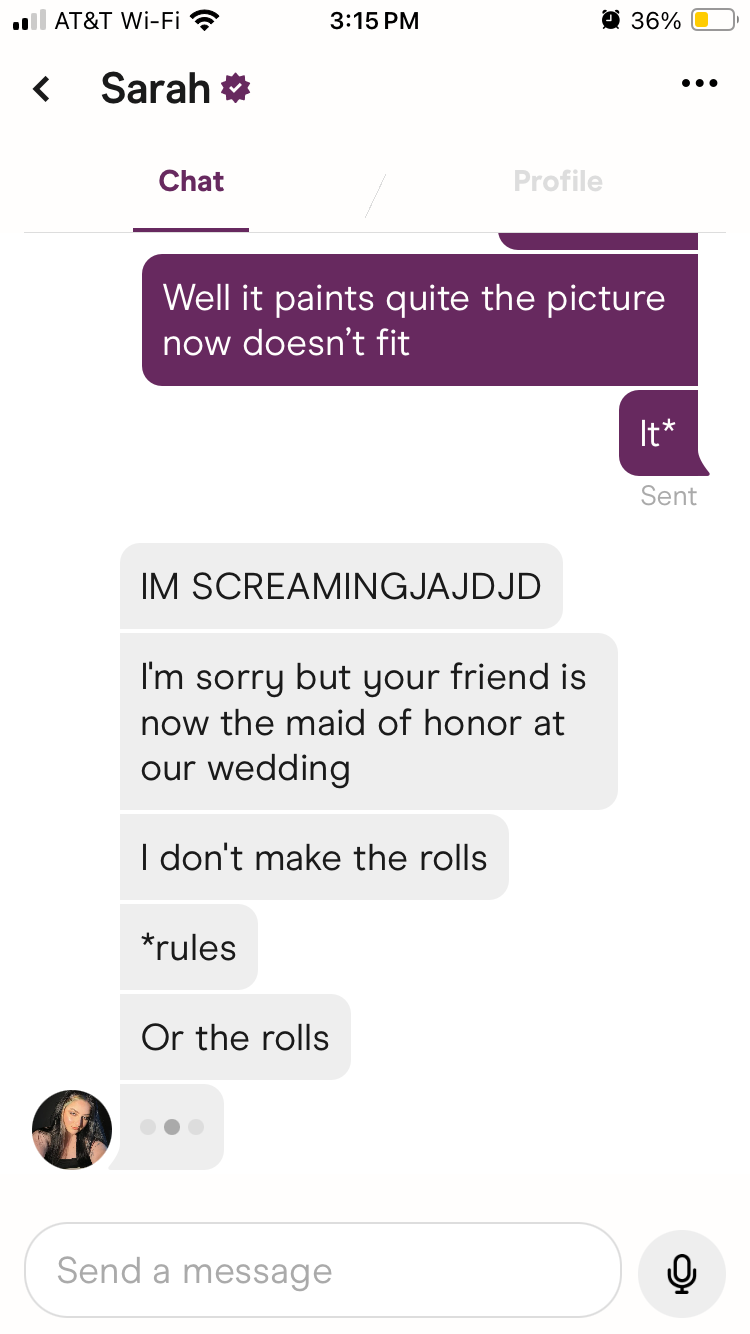 AT&T Wi-Fi 3:15 PM 36%
Sarah
Chat Profile
Well it paints quite the picture
now doesn’t fit
It*
Sent
IM SCREAMINGJAJDJD
I'm sorry but your friend is
now the maid of honor at
our wedding
I don't make the rolls
*rules
Or the rolls
Send a message